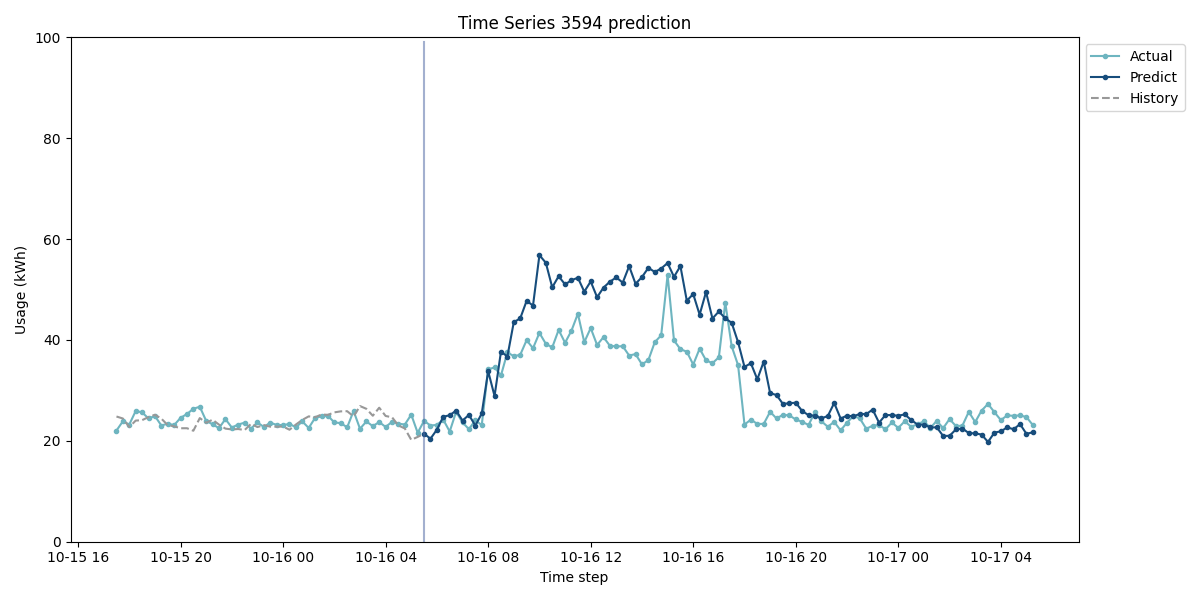 Time Series 3594 prediction
100
80
60
40
20
0
Usage (kWh)
10-15 16
10-15 20
10-16 00
10-16 04
10-16 08
10-16 12
10-16 16
10-16 20
10-17 00
10-17 04
Time step
Actual
Predict
History